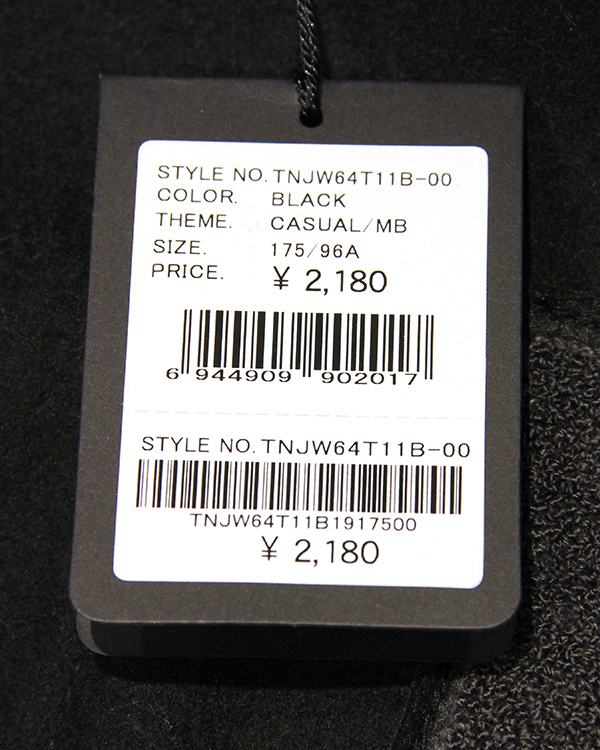 STYLE NO. TNJW64T11B-00
COLOR. BLACK
THEME. CASUAL/MB
SIZE. 175/96A
PRICE. ¥ 2,180
6 944909 902017
STYLE NO. TNJW64T11B-00
TNJW64T11B1917500
¥ 2,180